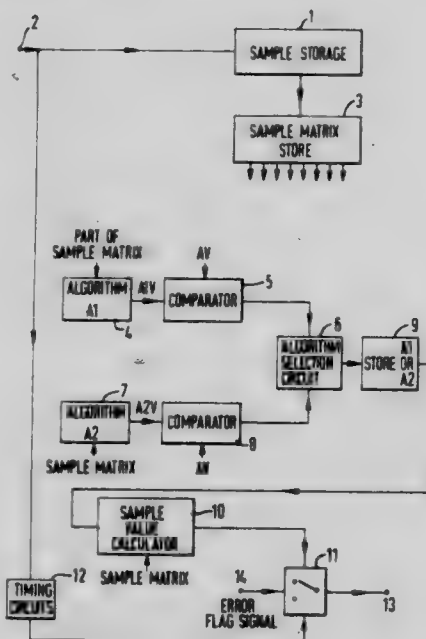 2
1
SAMPLE STORAGE
3
SAMPLE MATRIX
STORE
PART OF
SAMPLE MATRIX
ALGORITHM
A1
4
A1V
AV
5
COMPARATOR
6
ALGORITHM
SELECTION
CIRCUIT
9
STORE
A1
OR
A2
7
ALGORITHM
A2
A2V
COMPARATOR
8
SAMPLE MATRIX
AV
SAMPLE
VALUE
CALCULATOR
10
SAMPLE MATRIX
11
12
TIMING
CIRCUITS
14
ERROR
FLAG SIGNAL
13